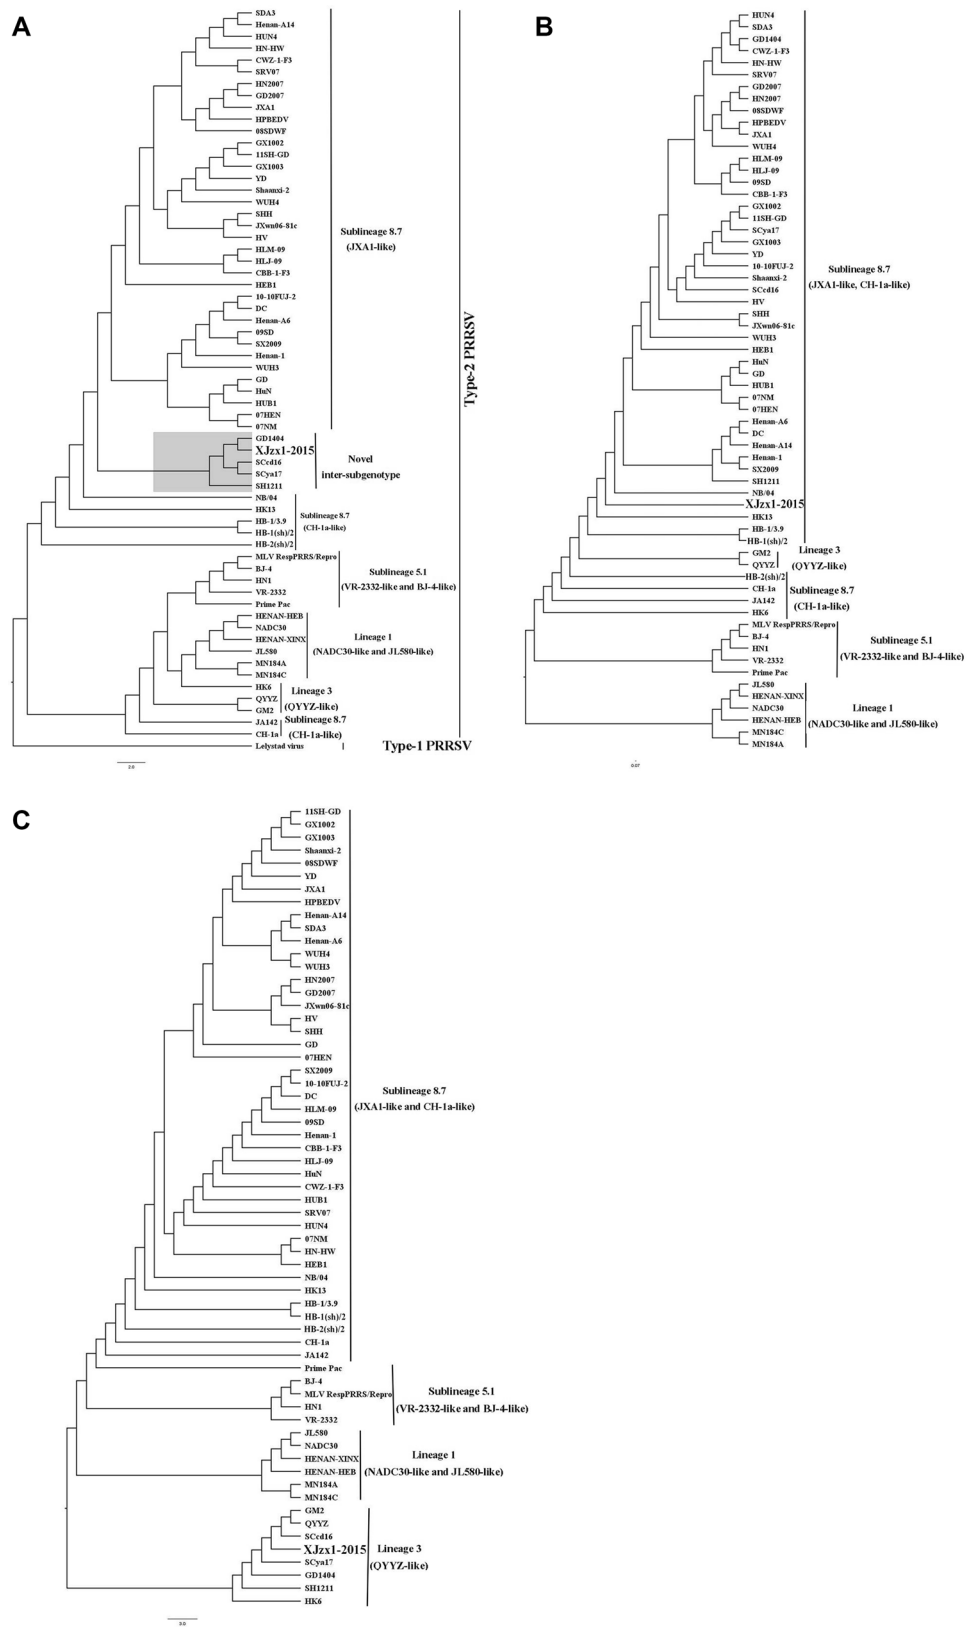 A
SDA3
Henan-A14
HUN4
HN-HW
CWZ-1-F3
SRV07
HN2007
GD2007
JXA1
HPBEDV
08SDWF
GX1002
11SH-GD
GX1003
YD
Shaanxi-2
WUH4
SHH
JXwn06-81c
HV
HLM-09
HLJ-09
CBB-1-F3
HEB1
10-10FUJ-2
DC
Henan-A6
09SD
SX2009
Henan-1
WUH3
GD
HuN
HUB1
07HEN
07NM
GD1404
XJzx1-2015
SCcd16
SCya17
SH1211
NB/04
HK13
HB-1/3.9
HB-1(sh)/2
HB-2(sh)/2
MLV RespPRRS/Repro
BJ-4
HN1
VR-2332
Prime Pac
HENAN-HEB
NADC30
HENAN-XINX
JL580
MN184A
MN184C
HK6
QYYZ
GM2
JA142
CH-1a
Lelystad virus
Sublineage 8.7
(JXA1-like)
Novel
inter-subgenotype
Sublineage 8.7
(CH-1a-like)
Sublineage 5.1
(VR-2332-like and BJ-4-like)
Lineage 1
(NADC30-like and JL580-like)
Lineage 3
(QYYZ-like)
Sublineage 8.7
(CH-1a-like)
Type-2 PRRSV
Type-1 PRRSV
2.0
B
HUN4
SDA3
GD1404
CWZ-1-F3
HN-HW
SRV07
GD2007
HN2007
08SDWF
HPBEDV
JXA1
WUH4
HLM-09
HLJ-09
09SD
CBB-1-F3
GX1002
11SH-GD
SCya17
GX1003
YD
10-10FUJ-2
Shaanxi-2
SCcd16
HV
SHH
JXwn06-81c
WUH3
HEB1
HuN
GD
HUB1
07NM
07HEN
Henan-A6
DC
Henan-A14
Henan-1
SX2009
SH1211
NB/04
XJzx1-2015
HK13
HB-1/3.9
HB-1(sh)/2
GM2
QYYZ
HB-2(sh)/2
CH-1a
JA142
HK6
MLV RespPRRS/Repro
BJ-4
HN1
VR-2332
Prime Pac
JL580
HENAN-XINX
NADC30
HENAN-HEB
MN184C
MN184A
Sublineage 8.7
(JXA1-like, CH-1a-like)
Lineage 3
(QYYZ-like)
Sublineage 8.7
(CH-1a-like)
Sublineage 5.1
(VR-2332-like and BJ-4-like)
Lineage 1
(NADC30-like and JL580-like)
0.07
C
11SH-GD
GX1002
GX1003
Shaanxi-2
08SDWF
YD
JXA1
HPBEDV
Henan-A14
SDA3
Henan-A6
WUH4
WUH3
HN2007
GD2007
JXwn06-81c
HV
SHH
GD
07HEN
SX2009
10-10FUJ-2
DC
HLM-09
09SD
Henan-1
CBB-1-F3
HLJ-09
HuN
CWZ-1-F3
HUB1
SRV07
HUN4
07NM
HN-HW
HEB1
NB/04
HK13
HB-1/3.9
HB-1(sh)/2
HB-2(sh)/2
CH-1a
JA142
Prime Pac
BJ-4
MLV RespPRRS/Repro
HN1
VR-2332
JL580
NADC30
HENAN-XINX
HENAN-HEB
MN184A
MN184C
GM2
QYYZ
SCcd16
XJzx1-2015
SCya17
GD1404
SH1211
HK6
Sublineage 8.7
(JXA1-like and CH-1a-like)
Sublineage 5.1
(VR-2332-like and BJ-4-like)
Lineage 1
(NADC30-like and JL580-like)
Lineage 3
(QYYZ-like)
3.0